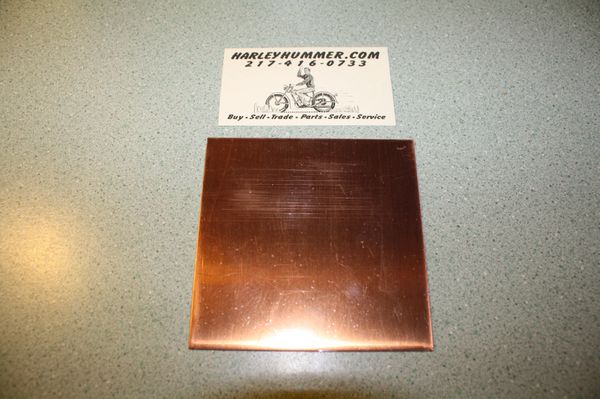 HARLEYHUMMER.COM
217-416-0733
Buy - Sell - Trade - Parts - Sales - Service